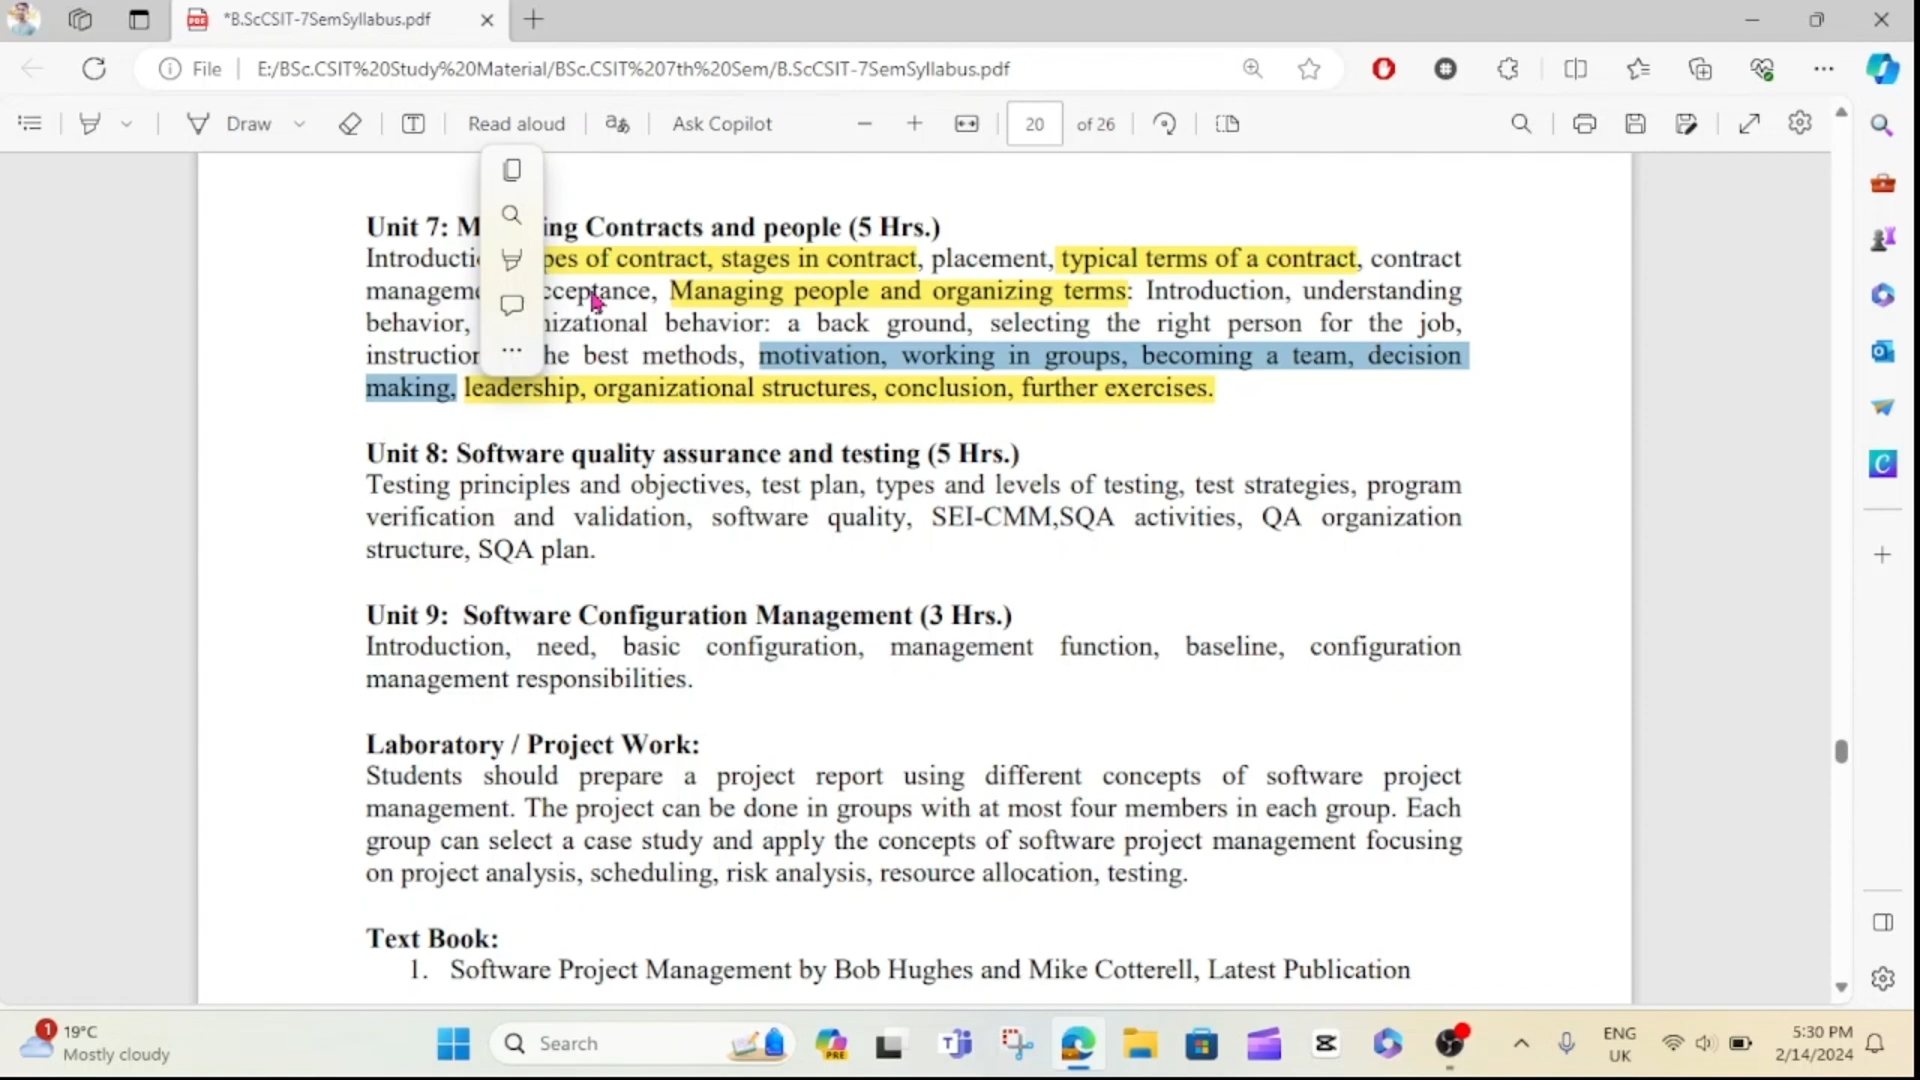 *B.ScCSIT-7SemSyllabus.pdf
File
E:/BSc.CSIT%20Study%20Material/BSc.CSIT%207th%20Sem/B.ScCSIT-7SemSyllabus.pdf
Draw
Read aloud
Ask Copilot
20
of 26
Unit 7: M ing Contracts and people (5 Hrs.)
Introducti pes of contract, stages in contract, placement, typical terms of a contract, contract
manageme cceptance, Managing people and organizing terms: Introduction, understanding
behavior, nizational behavior: a back ground, selecting the right person for the job,
instruction he best methods, motivation, working in groups, becoming a team, decision
making, leadership, organizational structures, conclusion, further exercises.
Unit 8: Software quality assurance and testing (5 Hrs.)
Testing principles and objectives, test plan, types and levels of testing, test strategies, program
verification and validation, software quality, SEI-CMM,SQA activities, QA organization
structure, SQA plan.
Unit 9: Software Configuration Management (3 Hrs.)
Introduction, need, basic configuration, management function, baseline, configuration
management responsibilities.
Laboratory / Project Work:
Students should prepare a project report using different concepts of software project
management. The project can be done in groups with at most four members in each group. Each
group can select a case study and apply the concepts of software project management focusing
on project analysis, scheduling, risk analysis, resource allocation, testing.
Text Book:
1. Software Project Management by Bob Hughes and Mike Cotterell, Latest Publication
1
19°C
Mostly cloudy
Search
PRE
ENG
UK
5:30 PM
2/14/2024